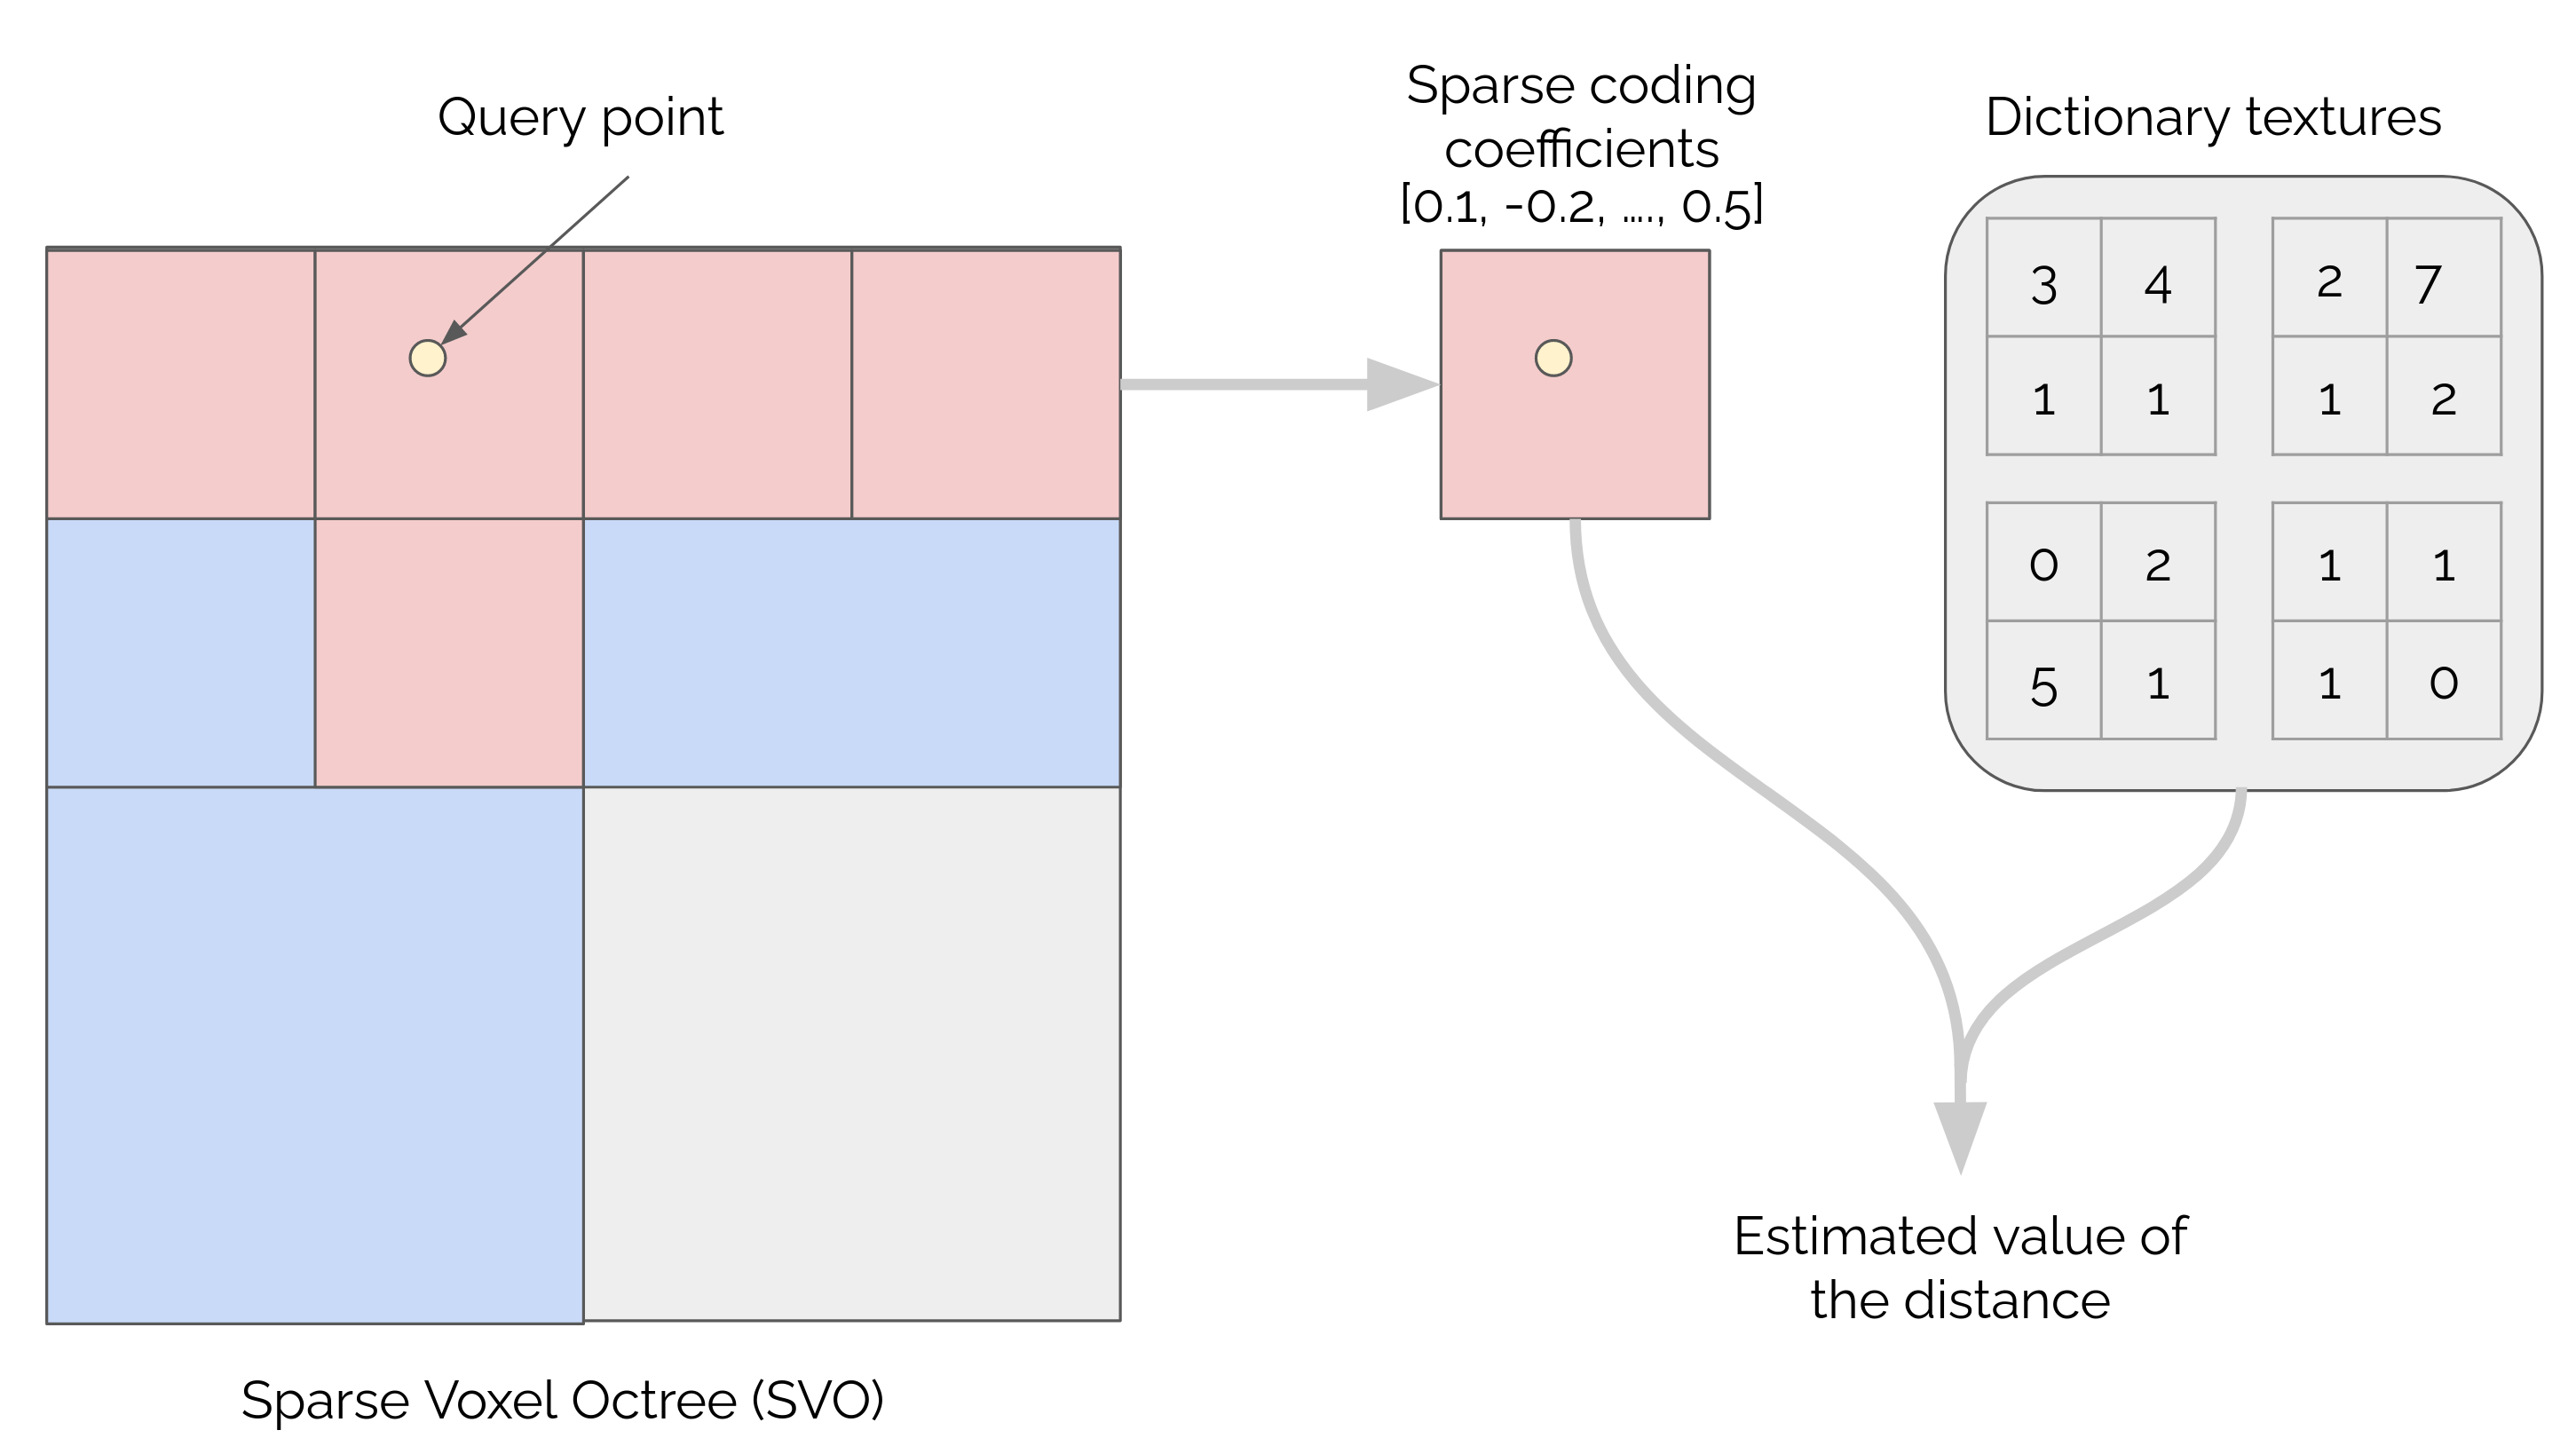 Query point
Sparse coding
coefficients
[0.1, -0.2, ...., 0.5]
Dictionary textures
3 4 2 7
1 1 1 2
0 2 1 1
5 1 1 0
Estimated value of
the distance
Sparse Voxel Octree (SVO)